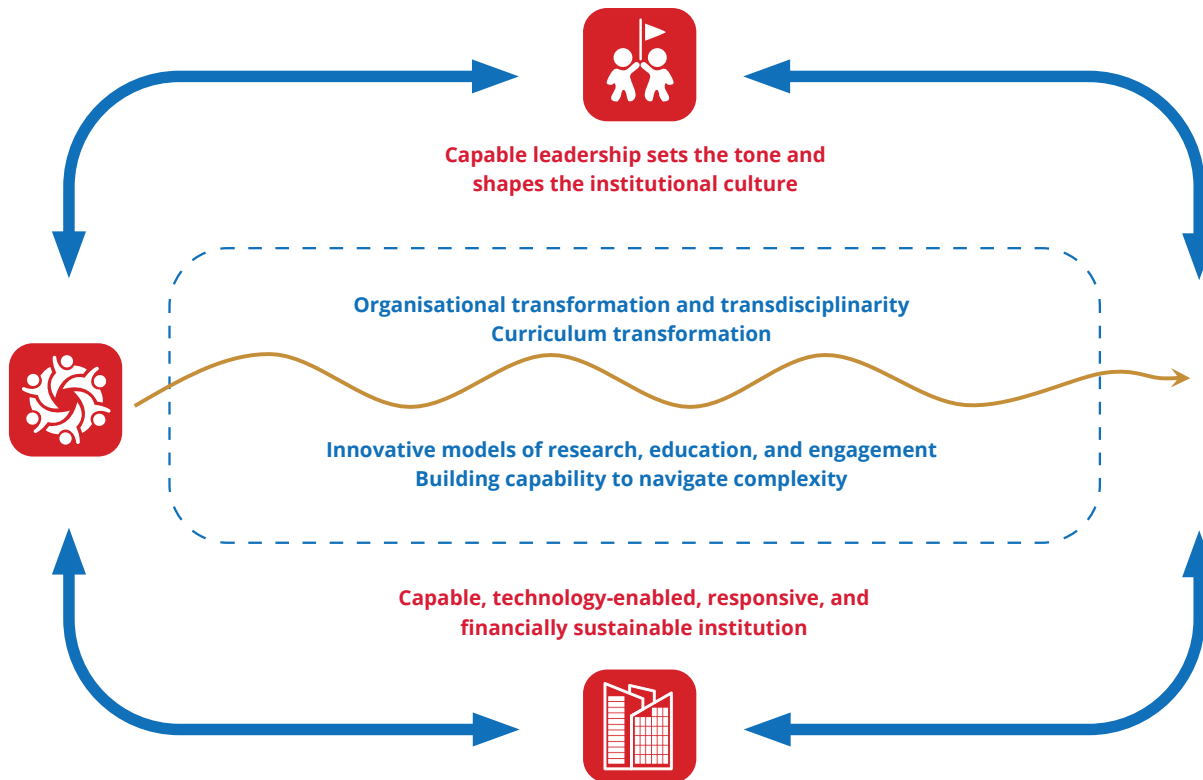 Capable leadership sets the tone and
shapes the institutional culture
Organisational transformation and transdisciplinarity
Curriculum transformation
Innovative models of research, education, and engagement
Building capability to navigate complexity
Capable, technology-enabled, responsive, and
financially sustainable institution